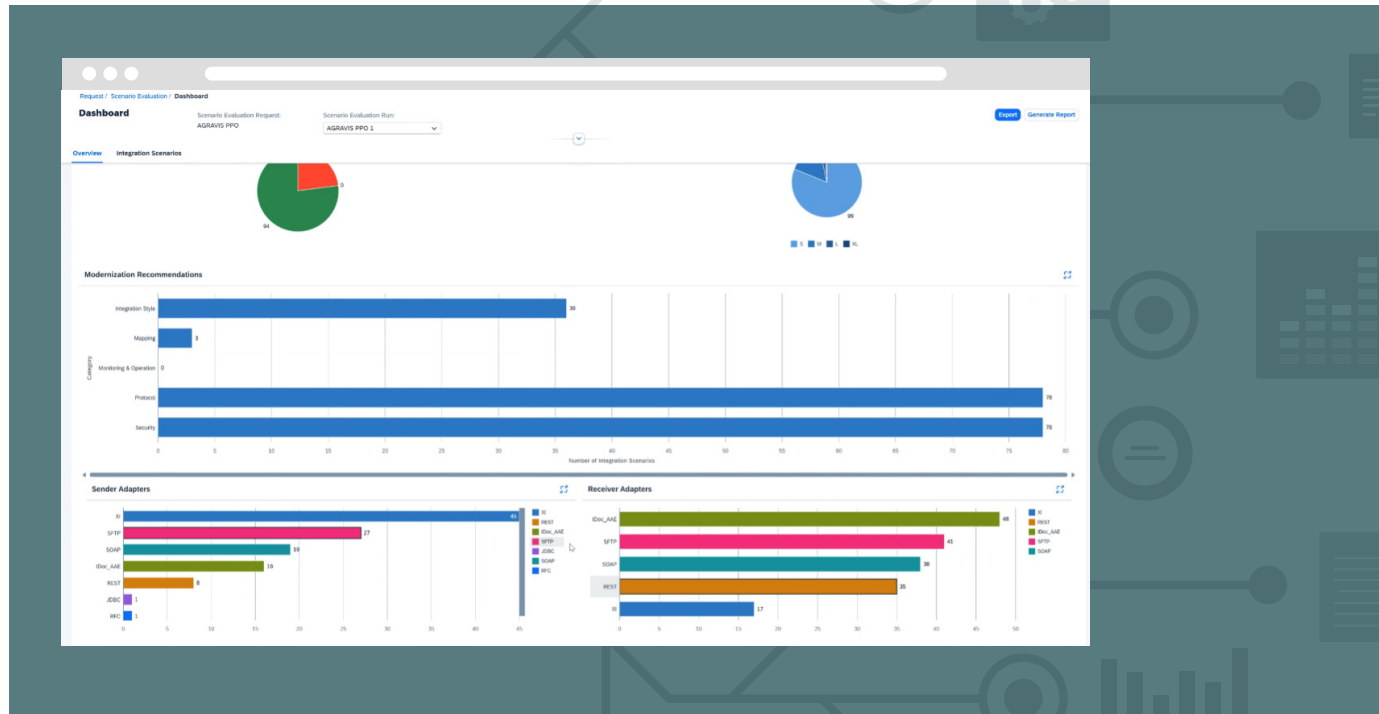 Request / Scenario Evaluation / Dashboard
Dashboard
Scenario Evaluation Request:
AGRAVIS PPO
Scenario Evaluation Run:
AGRAVIS PPO 1
Export
Generate Report
Overview
Integration Scenarios
0
94
99
S M L XL
Modernization Recommendations
Category
Integration Style
36
Mapping
3
Monitoring & Operation
0
Protocol
78
Security
78
0 5 10 15 20 25 30 35 40 45 50 55 60 65 70 75 80
Number of Integration Scenarios
Sender Adapters
XI
45
SFTP
27
SOAP
19
IDoc_AAE
16
REST
8
JDBC
1
RFC
1
0 5 10 15 20 25 30 35 40 45
XI
REST
IDoc_AAE
SFTP
JDBC
SOAP
RFC
Receiver Adapters
IDoc_AAE
48
SFTP
41
SOAP
38
REST
35
XI
17
0 5 10 15 20 25 30 35 40 45 50
XI
REST
IDoc_AAE
SFTP
SOAP